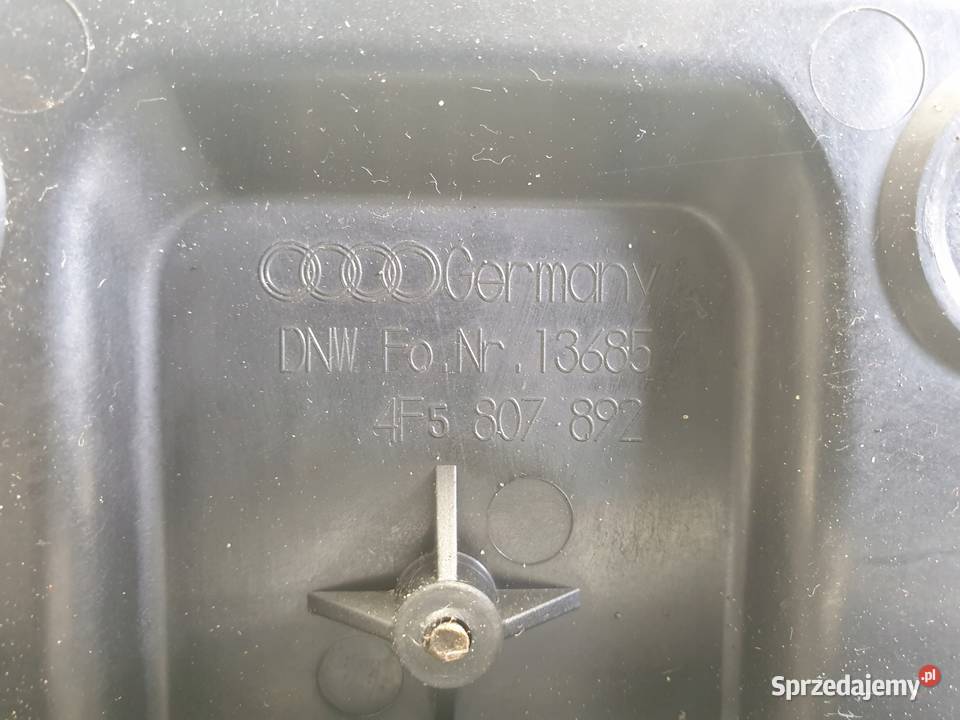 Germany
DNW Fo.Nr.13685
4F5 807 892
Sprzedajemy.pl